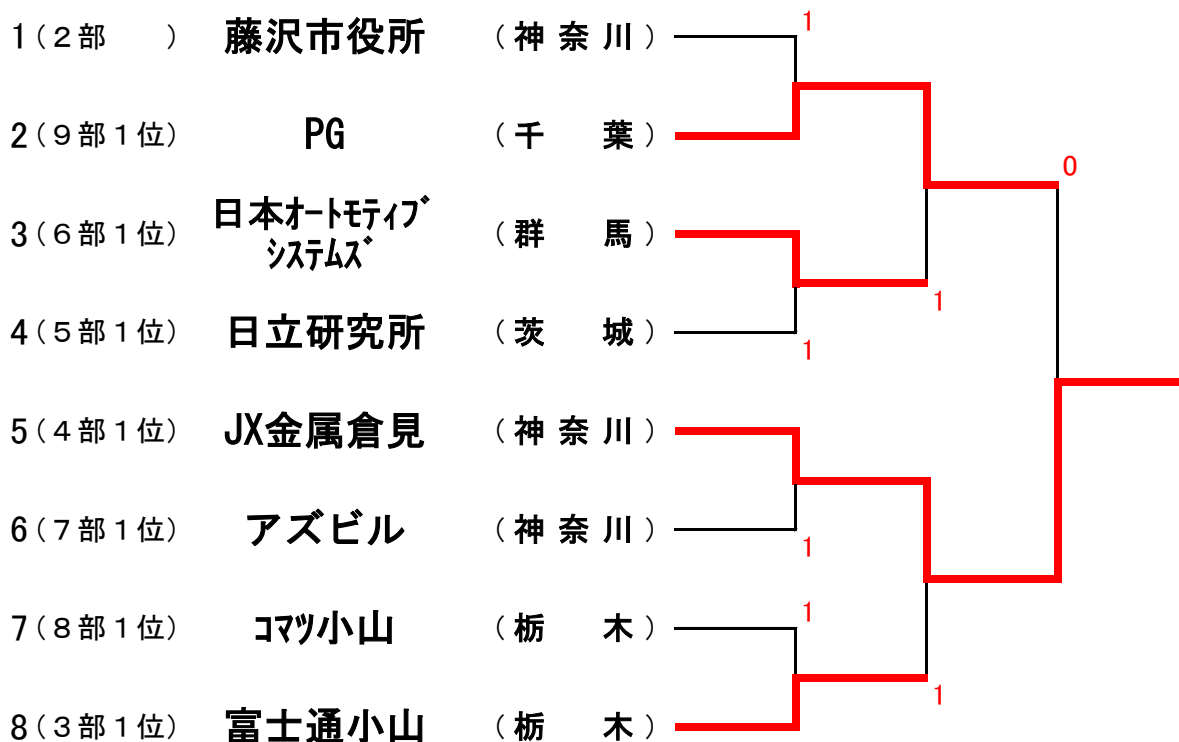 1
1(2部　　) 藤沢市役所 (神奈川)
2(9部1位) PG (千　葉)
0
日本ｵｰﾄﾓﾃｨﾌﾞ
3(6部1位) (群　馬)
ｼｽﾃﾑｽﾞ
1
4(5部1位) 日立研究所 (茨　城)
1
5(4部1位) JX金属倉見 (神奈川)
6(7部1位) アズビル (神奈川)
1
1
7(8部1位) ｺﾏﾂ小山 (栃　木)
1
8(3部1位) 富士通小山 (栃　木)